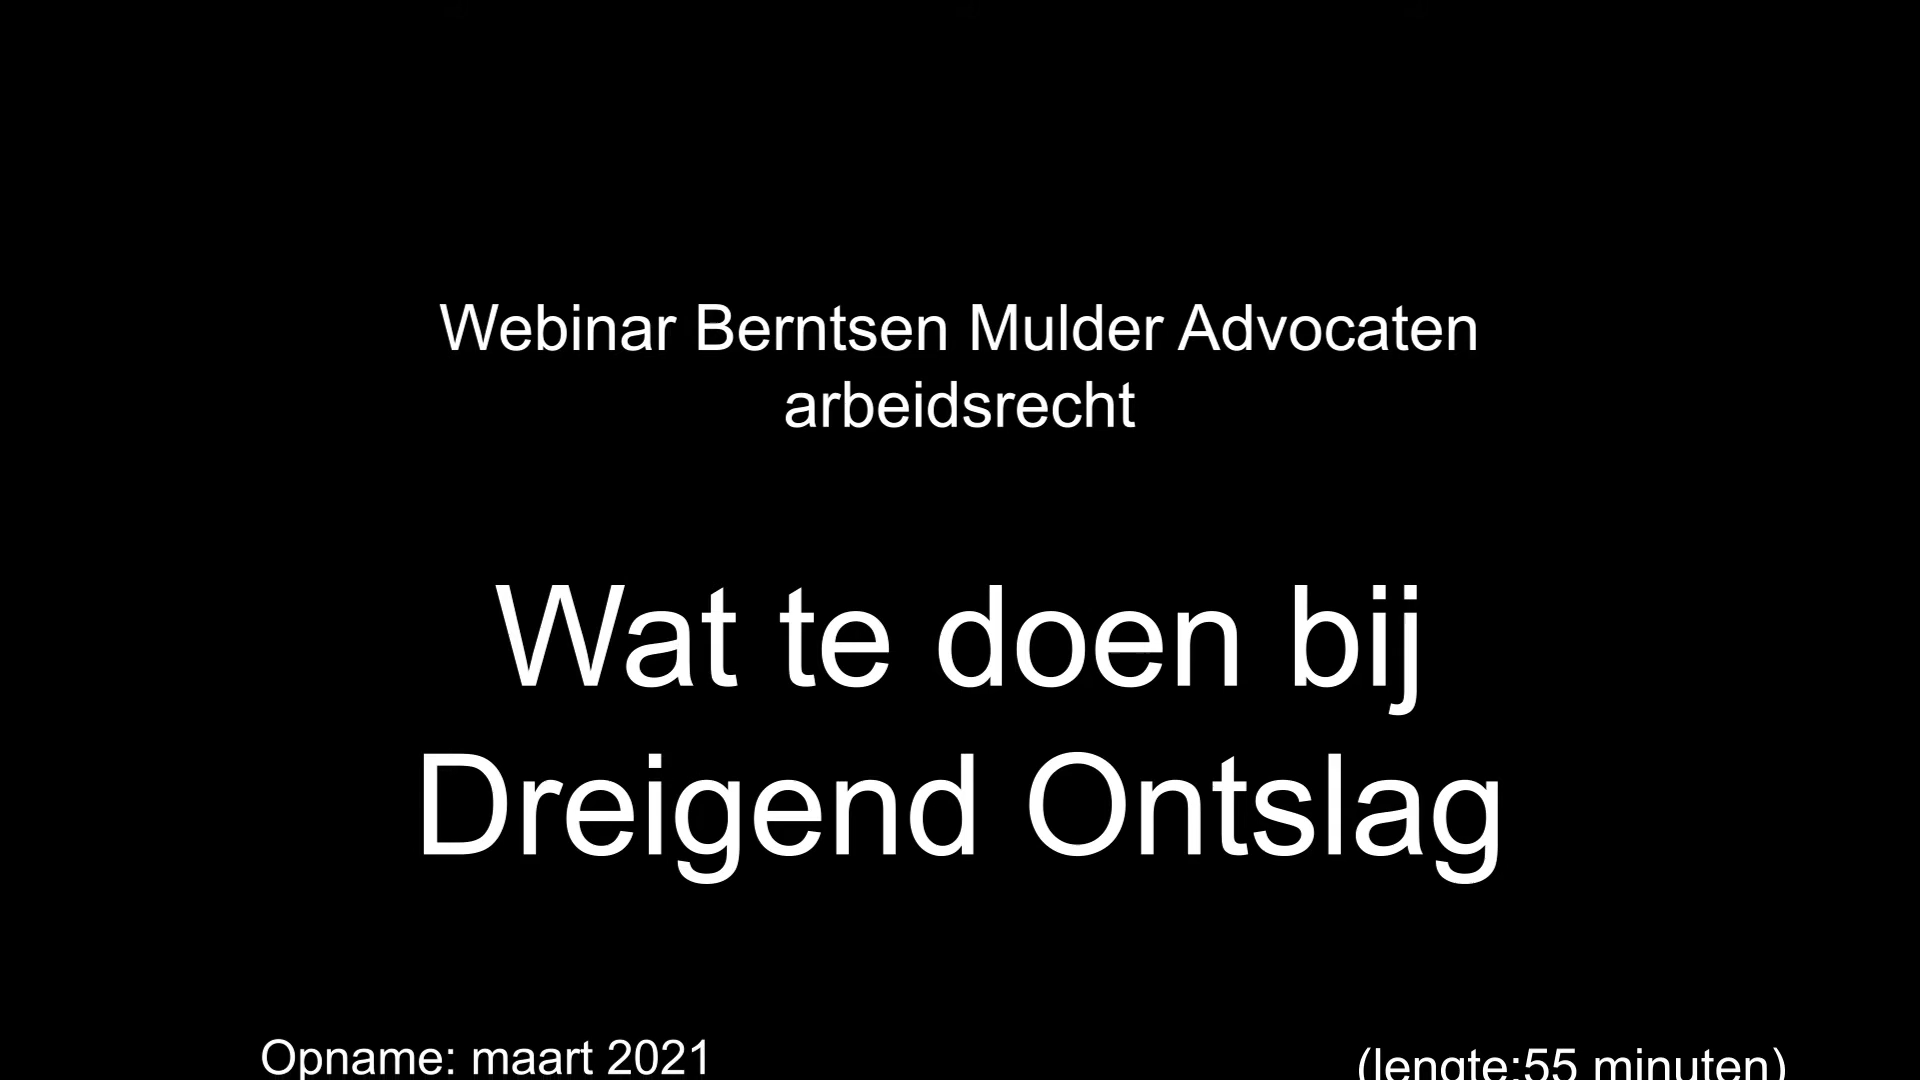 Webinar Berntsen Mulder Advocaten
arbeidsrecht
Wat te doen bij
Dreigend Ontslag
Opname: maart 2021
(lengte:55 minuten)